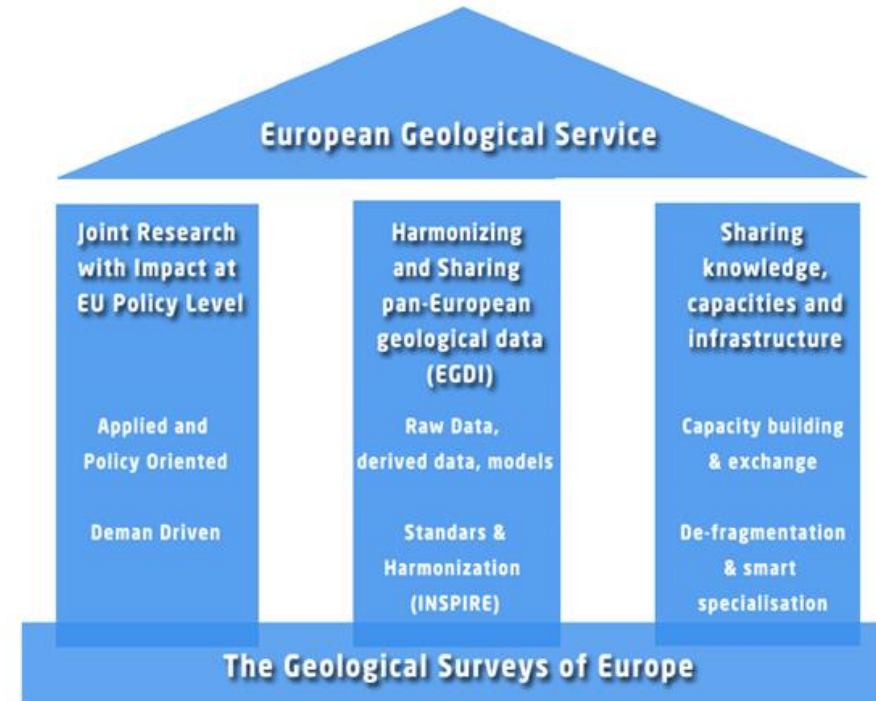 European Geological Service
Joint Research
with Impact at
EU Policy Level
Applied and
Policy Oriented
Deman Driven
Harmonizing
and Sharing
pan-European
geological data
(EGDI)
Raw Data,
derived data, models
Standars &
Harmonization
(INSPIRE)
Sharing
knowledge,
capacities and
infrastructure
Capacity building
& exchange
De-fragmentation
& smart
specialisation
The Geological Surveys of Europe